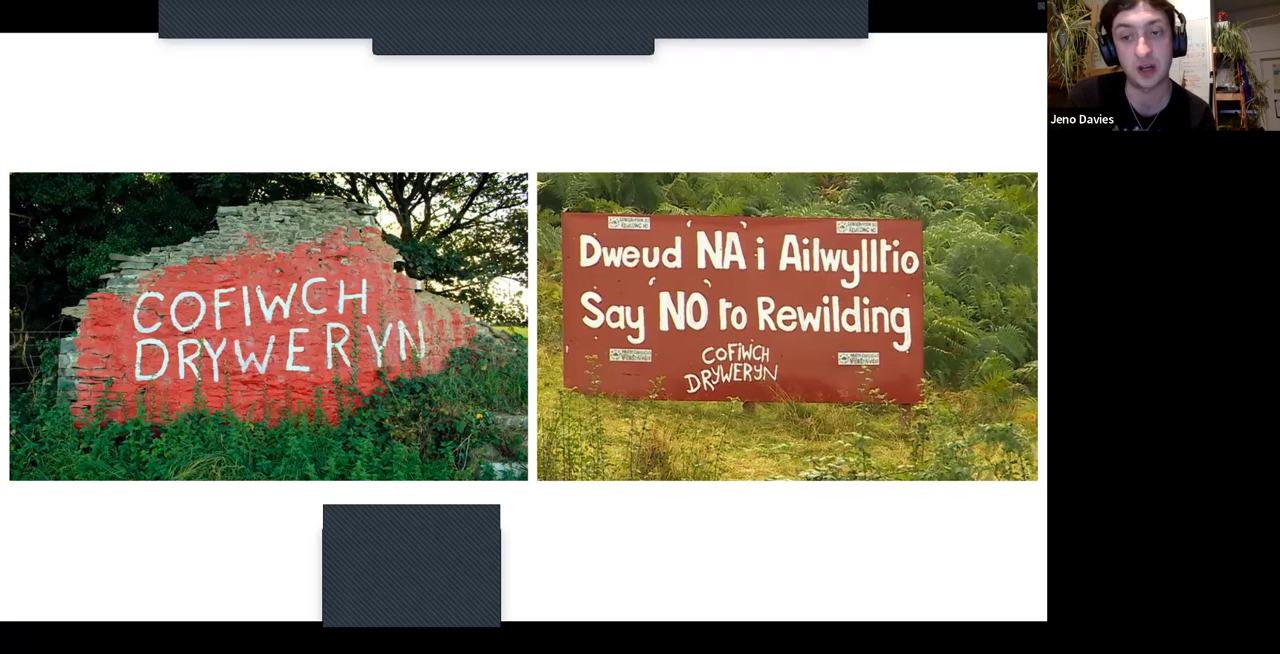 Jeno Davies
COFIWCH
DRYWERYN
Dweud 'NA' i Ailwylltio
Say 'NO' to Rewilding
COFIWCH
DRYWERYN